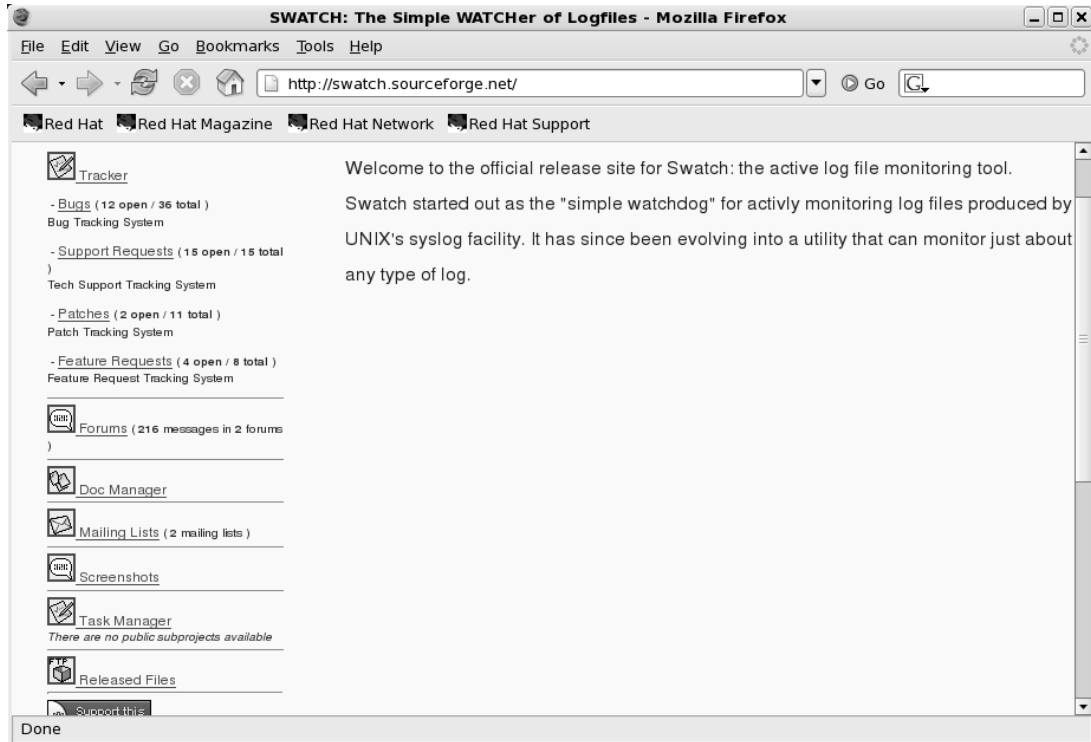 SWATCH: The Simple WATCHer of Logfiles - Mozilla Firefox
File Edit View Go Bookmarks Tools Help
http://swatch.sourceforge.net/
Go
G
Red Hat Red Hat Magazine Red Hat Network Red Hat Support
Tracker
- Bugs ( 12 open / 36 total )
Bug Tracking System
- Support Requests ( 15 open / 15 total
)
Tech Support Tracking System
- Patches ( 2 open / 11 total )
Patch Tracking System
- Feature Requests ( 4 open / 8 total )
Feature Request Tracking System
Forums ( 216 messages in 2 forums
)
Doc Manager
Mailing Lists ( 2 mailing lists )
Screenshots
Task Manager
There are no public subprojects available
FTP
Released Files
Support this
Welcome to the official release site for Swatch: the active log file monitoring tool.
Swatch started out as the "simple watchdog" for activly monitoring log files produced by
UNIX's syslog facility. It has since been evolving into a utility that can monitor just about
any type of log.
Done